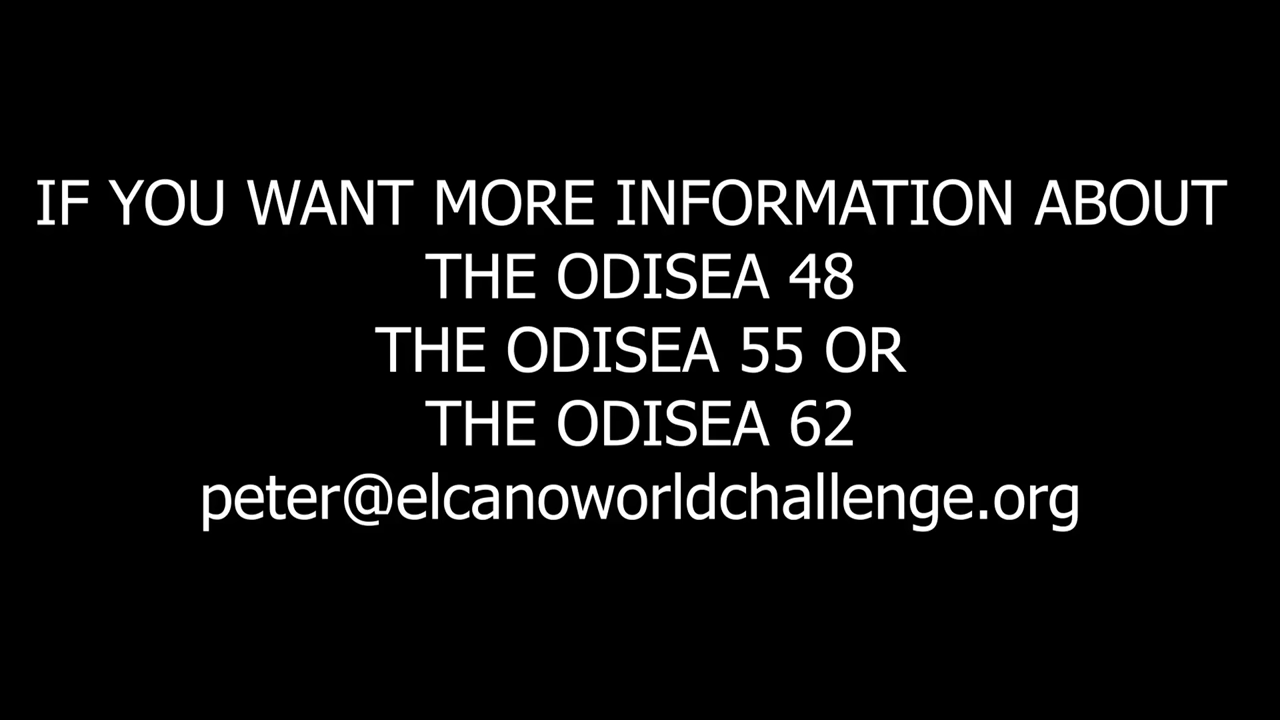 IF YOU WANT MORE INFORMATION ABOUT
THE ODISEA 48
THE ODISEA 55 OR
THE ODISEA 62
peter@elcanoworldchallenge.org